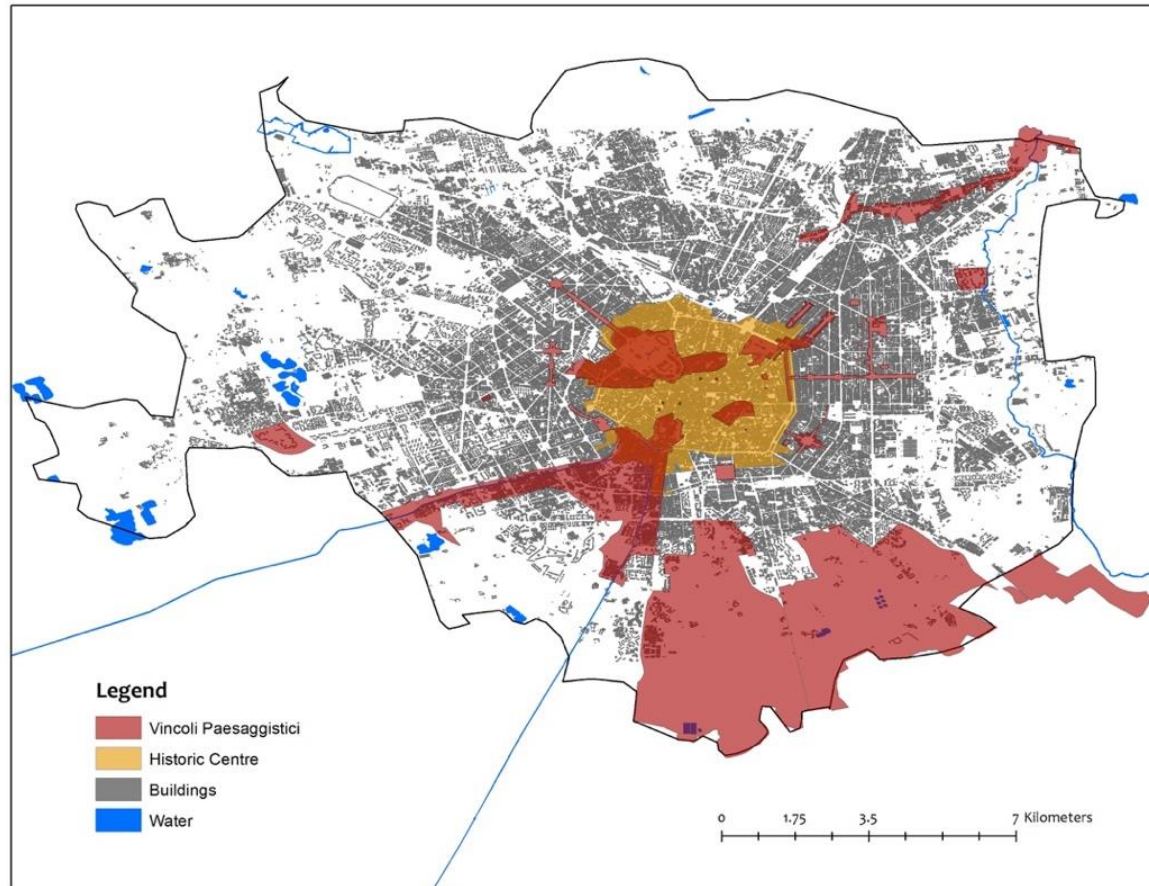 Legend
Vincoli Paesaggistici
Historic Centre
Buildings
Water
0 1.75 3.5 7 Kilometers